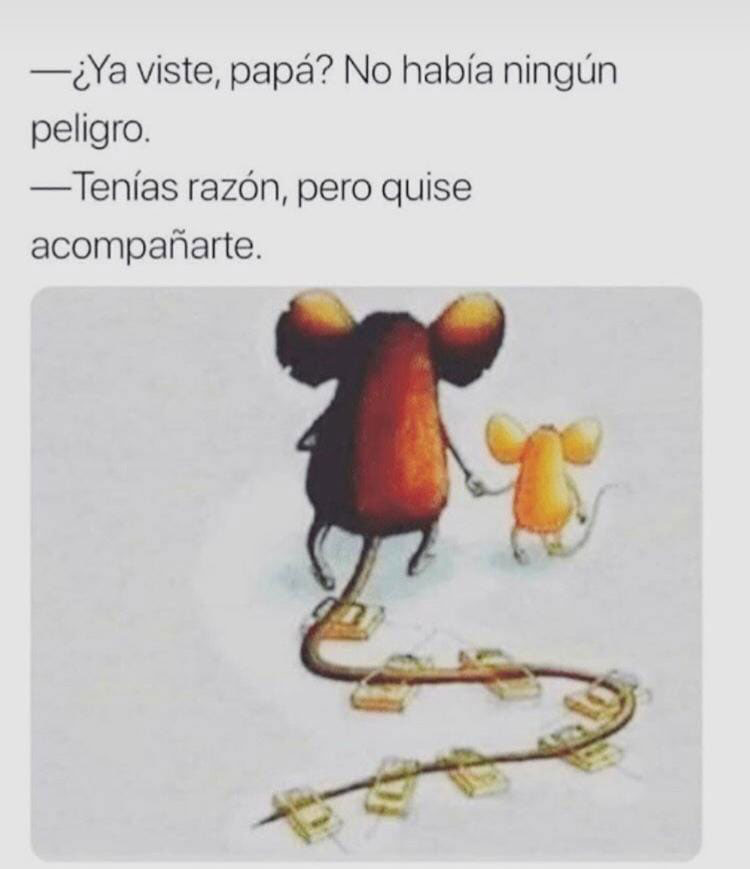 —¿Ya viste, papá? No había ningún
peligro.
—Tenías razón, pero quise
acompañarte.